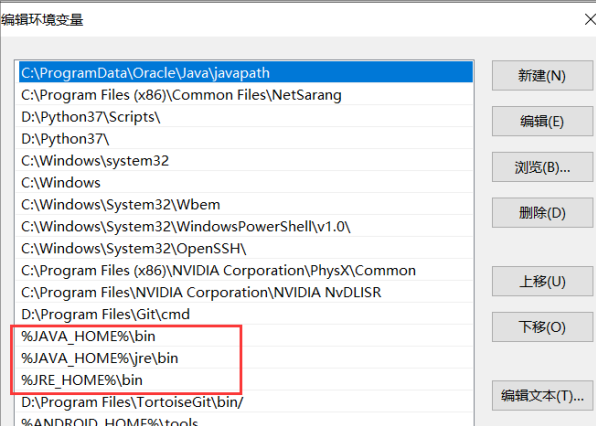 编辑环境变量
C:\ProgramData\Oracle\Java\javapath
新建(N)
C:\Program Files (x86)\Common Files\NetSarang
D:\Python37\Scripts\
编辑(E)
D:\Python37\
C:\Windows\system32
浏览(B)...
C:\Windows
C:\Windows\System32\Wbem
删除(D)
C:\Windows\System32\WindowsPowerShell\v1.0\
C:\Windows\System32\OpenSSH\
C:\Program Files (x86)\NVIDIA Corporation\PhysX\Common
上移(U)
C:\Program Files\NVIDIA Corporation\NVIDIA NvDLISR
D:\Program Files\Git\cmd
下移(O)
%JAVA_HOME%\bin
%JAVA_HOME%\jre\bin
%JRE_HOME%\bin
编辑文本(T)...
D:\Program Files\TortoiseGit\bin/
%ANDROID_HOME%\tools